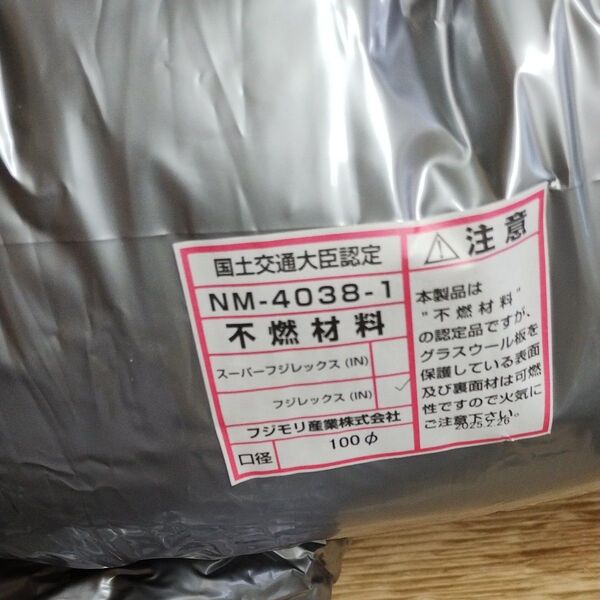 国土交通大臣認定
NM-4038-1
不燃材料
スーパーフジレックス (IN)
フジレックス (IN)
フジモリ産業株式会社
口径
100φ
注意
本製品は
"不燃材料"
の認定品ですが、
グラスウール板を
保護している表面
及び裏面材は可燃
性ですので火気に
ご注意下さい。